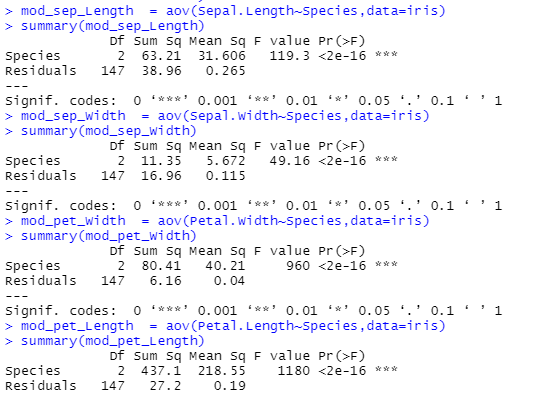 > mod_sep_Length  = aov(Sepal.Length~Species,data=iris)
> summary(mod_sep_Length)
             Df Sum Sq Mean Sq F value Pr(>F)
Species       2  63.21  31.606   119.3 <2e-16 ***
Residuals   147  38.96   0.265
---
Signif. codes:  0 ‘***’ 0.001 ‘**’ 0.01 ‘*’ 0.05 ‘.’ 0.1 ‘ ’ 1
> mod_sep_Width  = aov(Sepal.Width~Species,data=iris)
> summary(mod_sep_Width)
             Df Sum Sq Mean Sq F value Pr(>F)
Species       2  11.35   5.672   49.16 <2e-16 ***
Residuals   147  16.96   0.115
---
Signif. codes:  0 ‘***’ 0.001 ‘**’ 0.01 ‘*’ 0.05 ‘.’ 0.1 ‘ ’ 1
> mod_pet_Width  = aov(Petal.Width~Species,data=iris)
> summary(mod_pet_Width)
             Df Sum Sq Mean Sq F value Pr(>F)
Species       2  80.41   40.21     960 <2e-16 ***
Residuals   147   6.16    0.04
---
Signif. codes:  0 ‘***’ 0.001 ‘**’ 0.01 ‘*’ 0.05 ‘.’ 0.1 ‘ ’ 1
> mod_pet_Length  = aov(Petal.Length~Species,data=iris)
> summary(mod_pet_Length)
             Df Sum Sq Mean Sq F value Pr(>F)
Species       2  437.1  218.55    1180 <2e-16 ***
Residuals   147   27.2    0.19